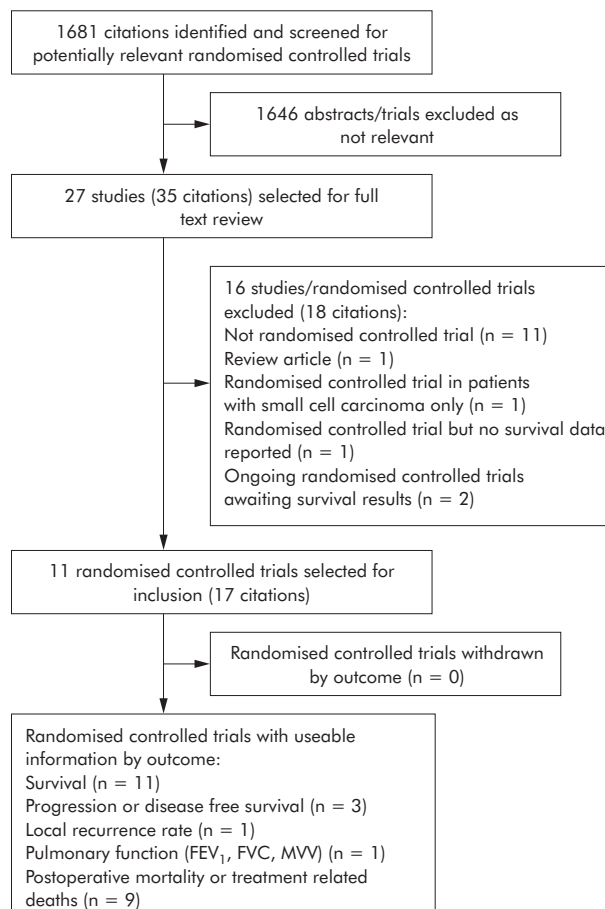 1681 citations identified and screened for
potentially relevant randomised controlled trials
1646 abstracts/trials excluded as
not relevant
27 studies (35 citations) selected for full
text review
16 studies/randomised controlled trials
excluded (18 citations):
Not randomised controlled trial (n = 11)
Review article (n = 1)
Randomised controlled trial in patients
with small cell carcinoma only (n = 1)
Randomised controlled trial but no survival data
reported (n = 1)
Ongoing randomised controlled trials
awaiting survival results (n = 2)
11 randomised controlled trials selected for
inclusion (17 citations)
Randomised controlled trials withdrawn
by outcome (n = 0)
Randomised controlled trials with useable
information by outcome:
Survival (n = 11)
Progression or disease free survival (n = 3)
Local recurrence rate (n = 1)
Pulmonary function (FEV₁, FVC, MVV) (n = 1)
Postoperative mortality or treatment related
deaths (n = 9)